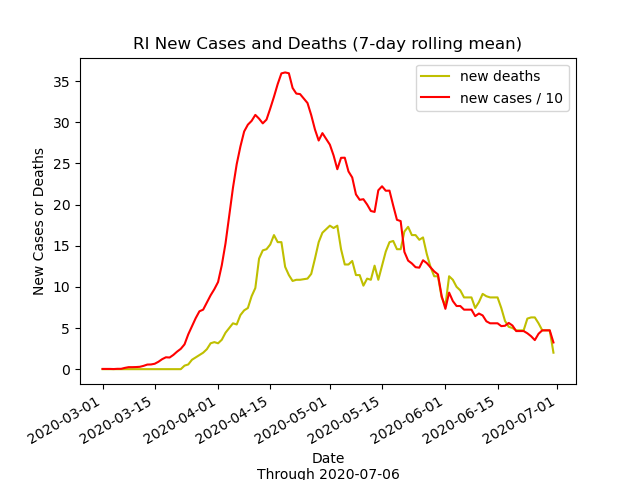 RI New Cases and Deaths (7-day rolling mean)
new deaths
new cases / 10
35
30
25
20
15
10
5
0
New Cases or Deaths
2020-03-01
2020-03-15
2020-04-01
2020-04-15
2020-05-01
2020-05-15
2020-06-01
2020-06-15
2020-07-01
Date
Through 2020-07-06